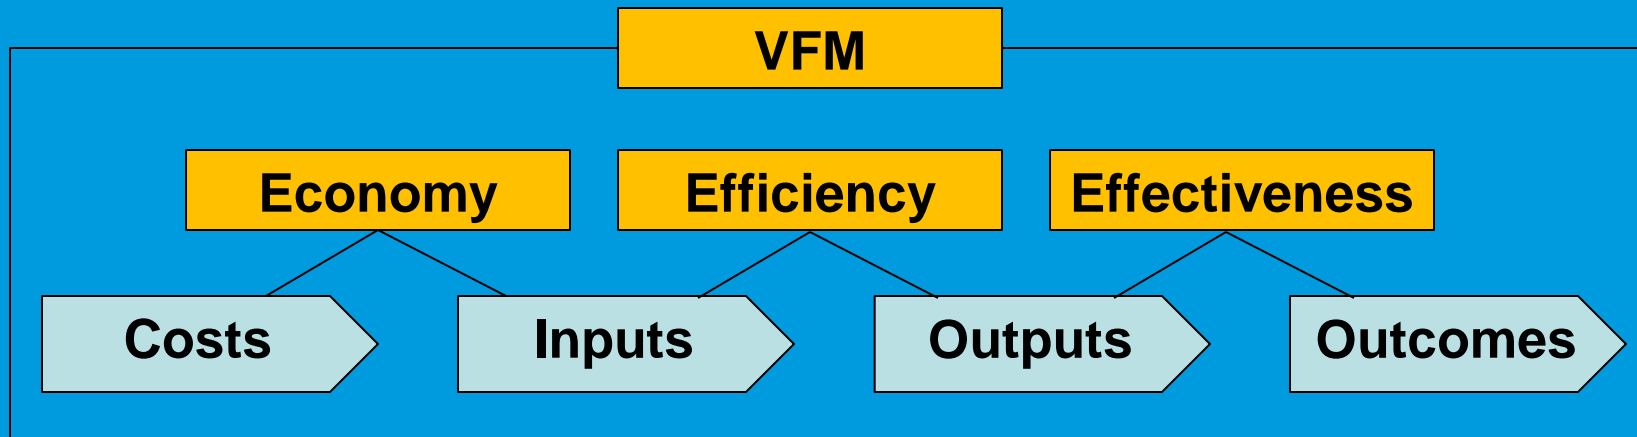 VFM
Economy Efficiency Effectiveness
Costs Inputs Outputs Outcomes